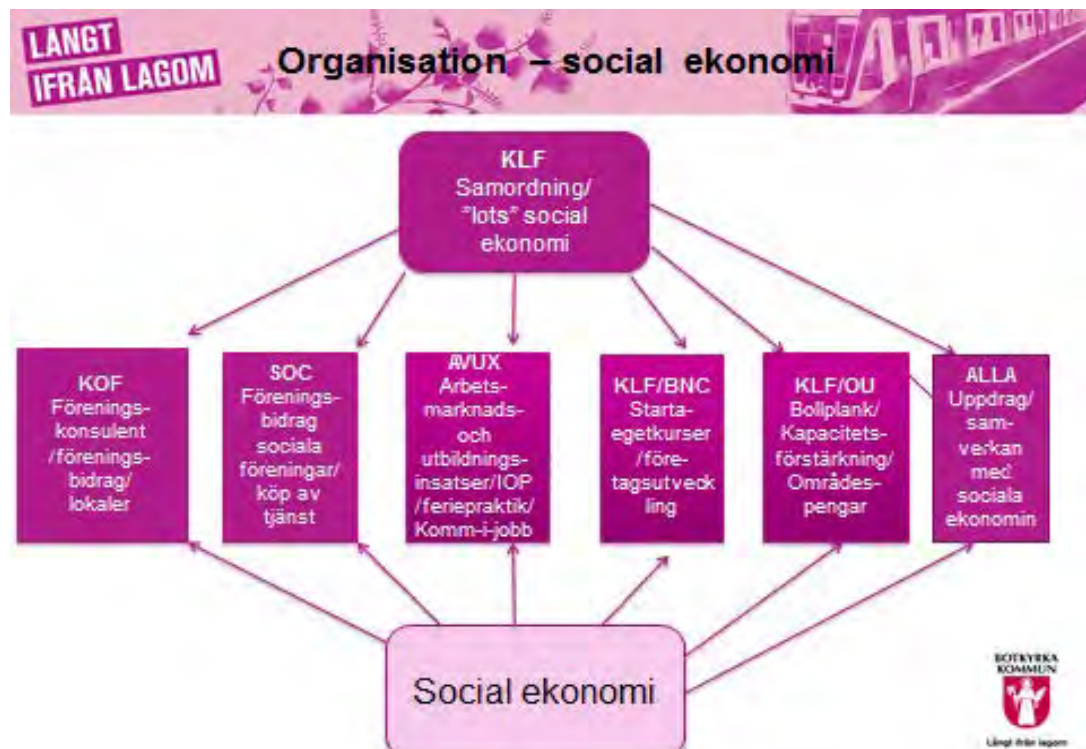 LÅNGT
IFRÅN LAGOM
Organisation – social ekonomi
KLF
Samordning/
"lots" social
ekonomi
KOF
Förenings-
konsulent
/förenings-
bidrag/
lokaler
SOC
Förenings-
bidrag
sociala
föreningar/
köp av
tjänst
AVUX
Arbets-
marknads-
och
utbildnings-
insatser/IOP
/feriepraktik/
Komm-i-jobb
KLF/BNC
Starta-
egetkurser
/före-
tagsutveck
ling
KLF/OU
Bollplank/
Kapacitets-
förstärkning/
Områdes-
pengar
ALLA
Uppdrag/
sam-
verkan
med
sociala
ekonomin
Social ekonomi
BOTKYRKA
KOMMUN
Långt ifrån lagom